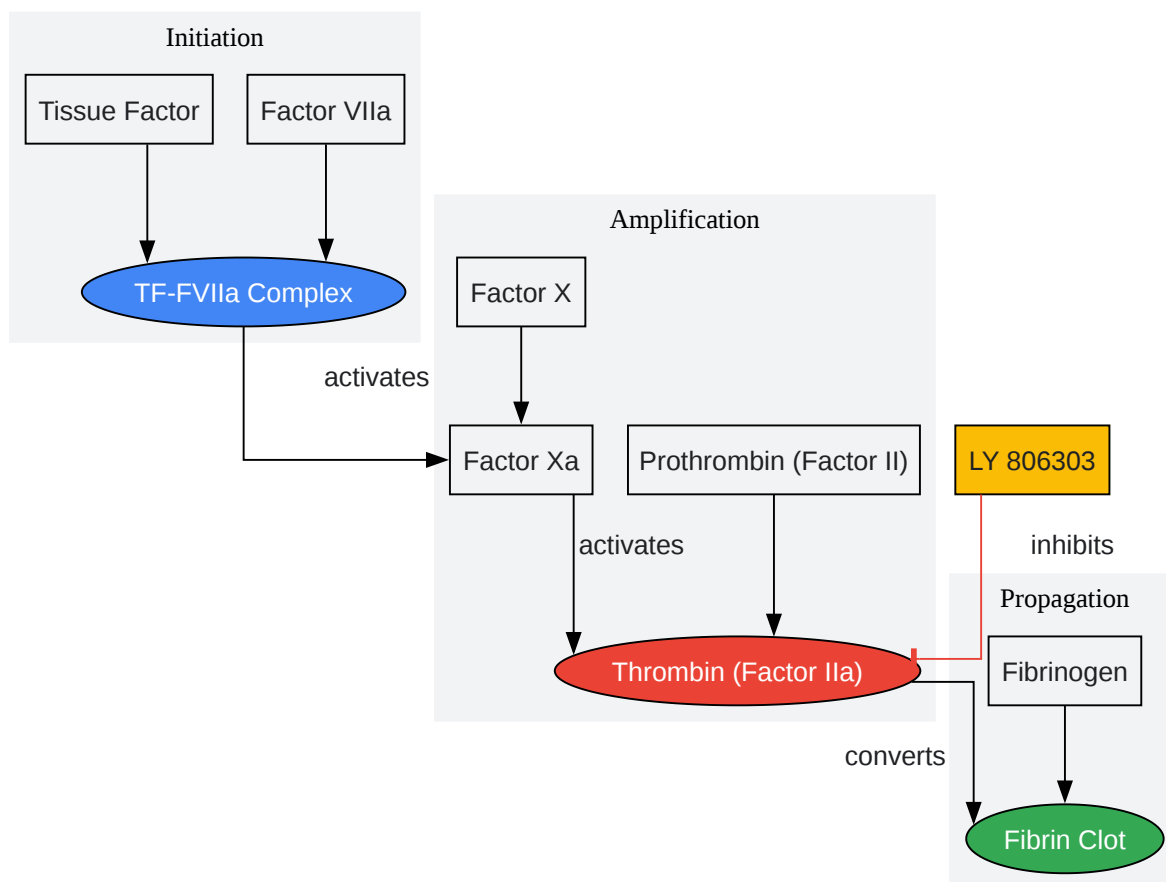 Initiation
Tissue Factor
Factor VIIa
TF-FVIIa Complex
activates
Amplification
Factor X
Factor Xa
Prothrombin (Factor II)
activates
Thrombin (Factor IIa)
LY 806303
inhibits
converts
Propagation
Fibrinogen
Fibrin Clot